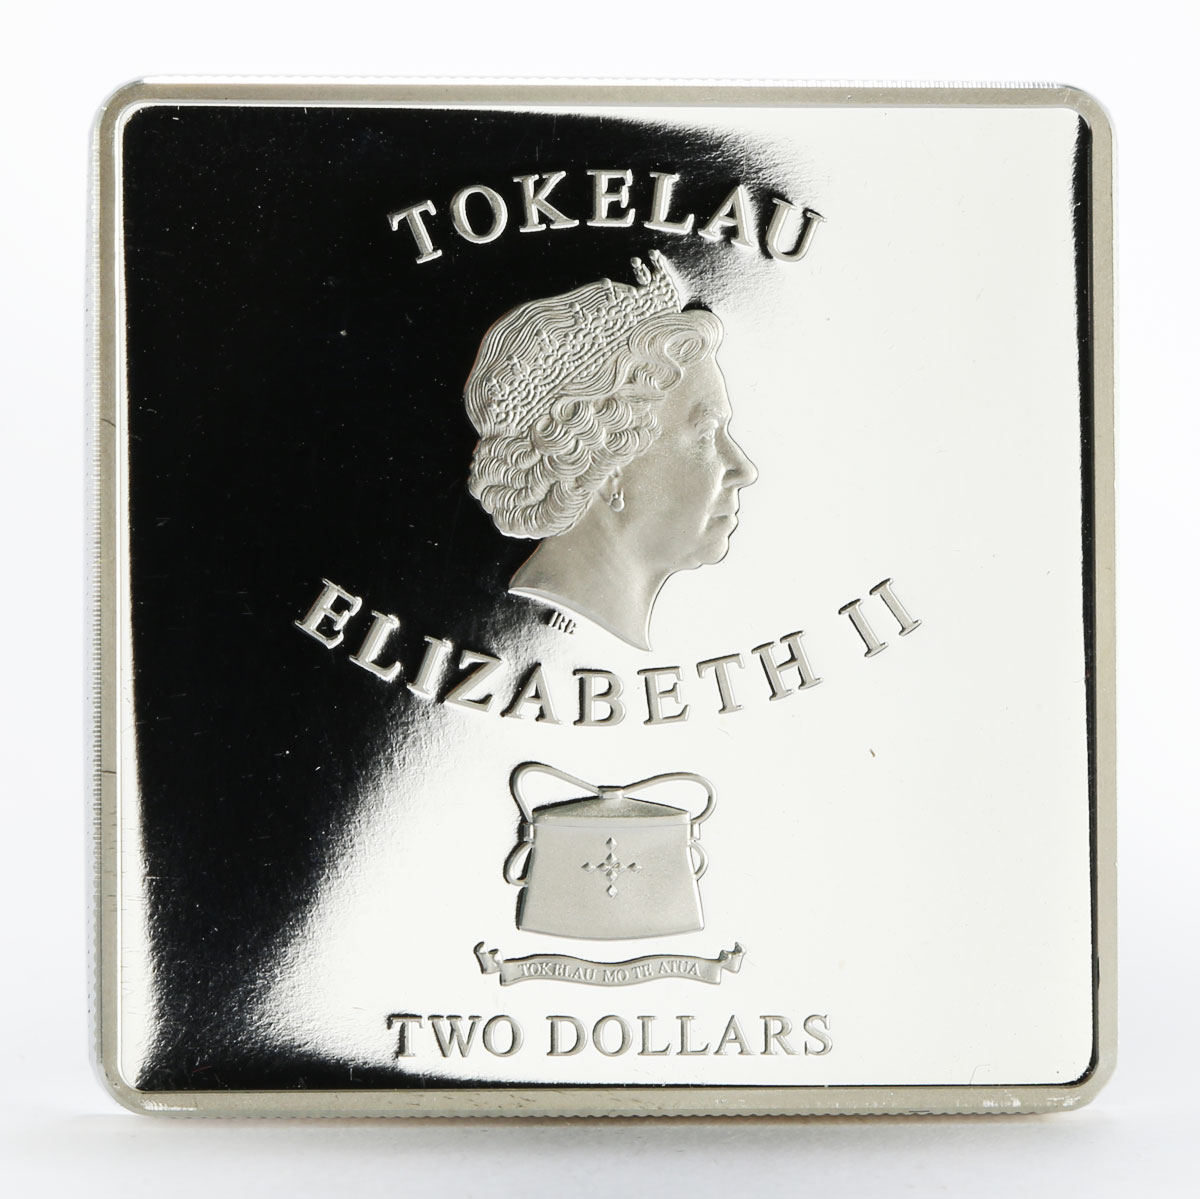 TOKELAU
IRB
ELIZABETH II
TOKELAU MO TE ATUA
TWO DOLLARS